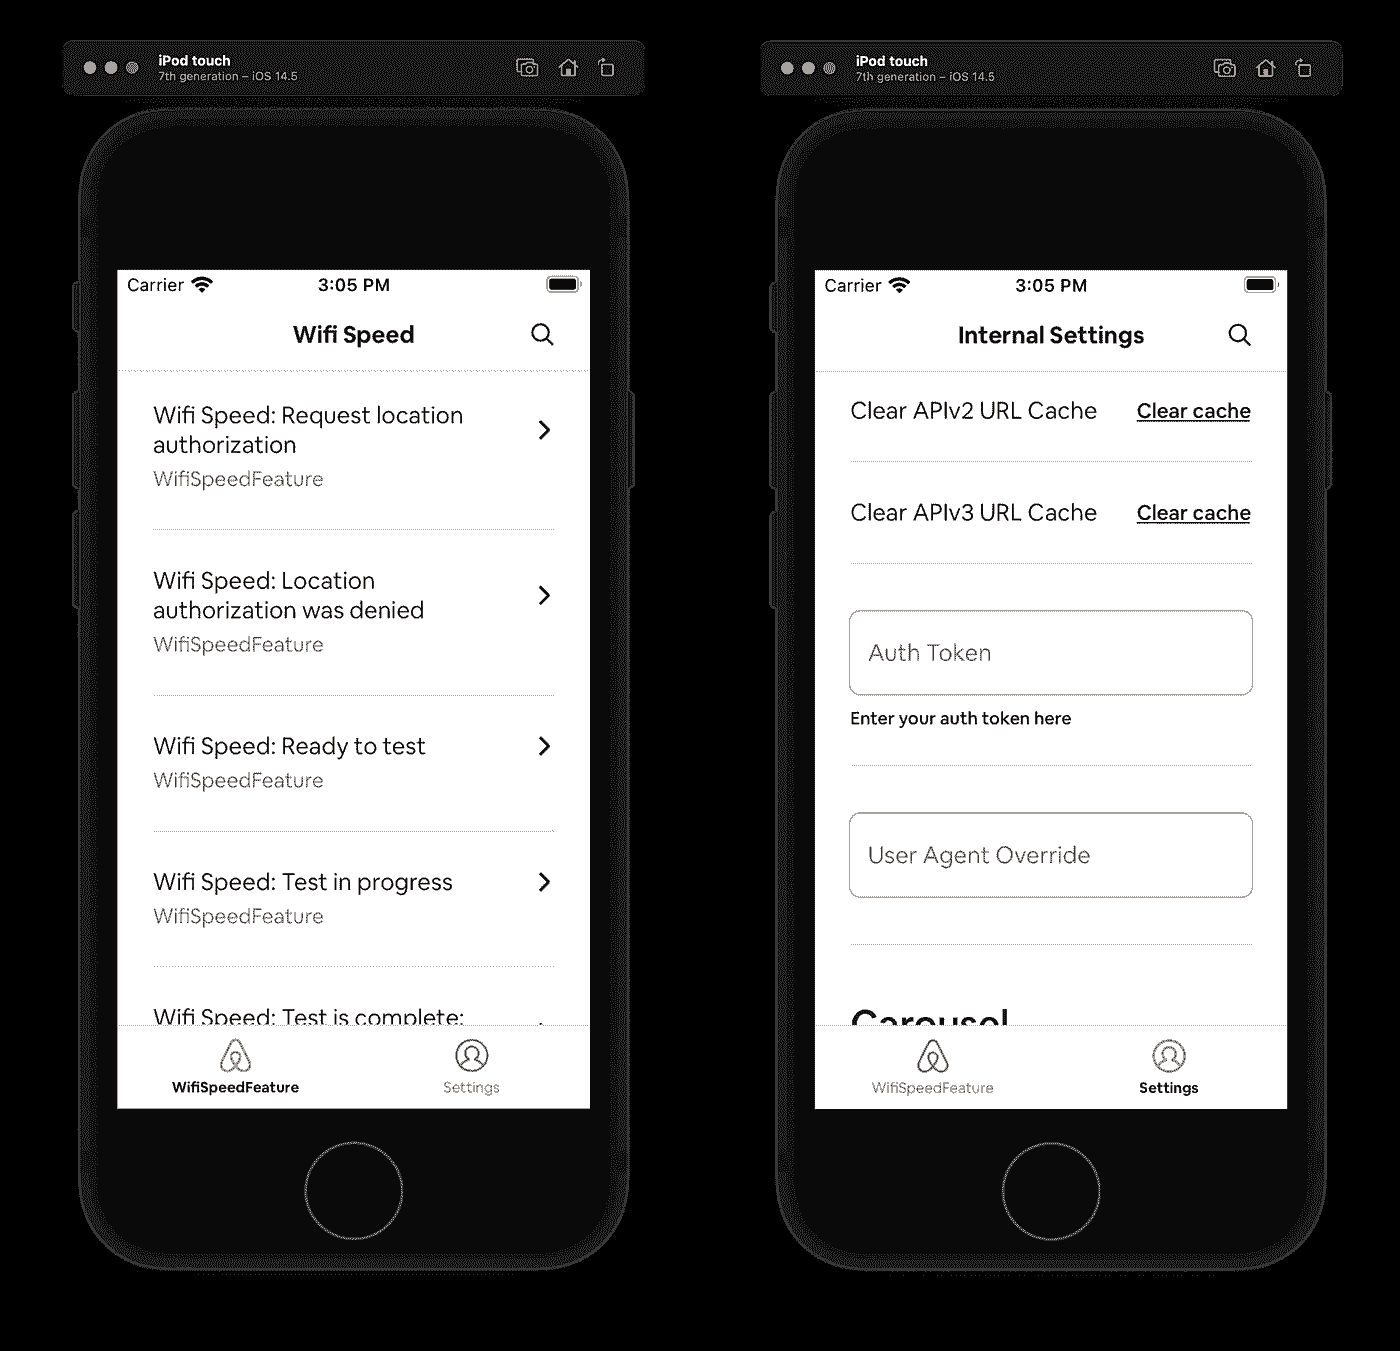 iPod touch
7th generation – iOS 14.5
Carrier 3:05 PM
Wifi Speed
Wifi Speed: Request location
authorization
WifiSpeedFeature
Wifi Speed: Location
authorization was denied
WifiSpeedFeature
Wifi Speed: Ready to test
WifiSpeedFeature
Wifi Speed: Test in progress
WifiSpeedFeature
Wifi Speed: Test is complete:
WifiSpeedFeature Settings
iPod touch
7th generation – iOS 14.5
Carrier 3:05 PM
Internal Settings
Clear APIv2 URL Cache Clear cache
Clear APIv3 URL Cache Clear cache
Auth Token
Enter your auth token here
User Agent Override
Carousel
WifiSpeedFeature Settings